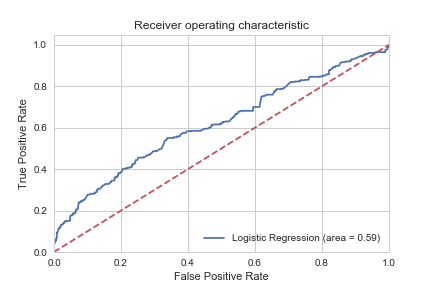 Receiver operating characteristic
1.0
0.8
0.6
0.4
0.2
0.0
True Positive Rate
Logistic Regression (area = 0.59)
0.0 0.2 0.4 0.6 0.8 1.0
False Positive Rate